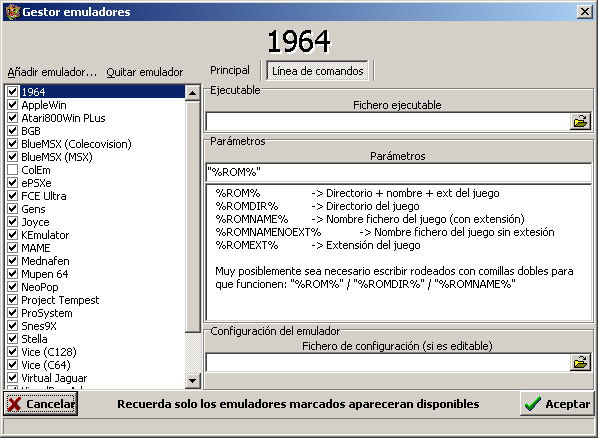 Gestor emuladores
1964
Añadir emulador... Quitar emulador
Principal
Línea de comandos
1964
AppleWin
Atari800Win PLus
BGB
BlueMSX (Colecovision)
BlueMSX (MSX)
ColEm
ePSXe
FCE Ultra
Gens
Joyce
KEmulator
MAME
Mednafen
Mupen 64
NeoPop
Project Tempest
ProSystem
Snes9X
Stella
Vice (C128)
Vice (C64)
Virtual Jaguar
Ejecutable
Fichero ejecutable
Parámetros
Parámetros
"%ROM%"
%ROM% -> Directorio + nombre + ext del juego
%ROMDIR% -> Directorio del juego
%ROMNAME% -> Nombre fichero del juego (con extensión)
%ROMNAMENOEXT% -> Nombre fichero del juego sin extesión
%ROMEXT% -> Extensión del juego
Muy posiblemente sea necesario escribir rodeados con comillas dobles para
que funcionen: "%ROM%" / "%ROMDIR%" / "%ROMNAME%"
Configuración del emulador
Fichero de configuración (si es editable)
Cancelar
Recuerda solo los emuladores marcados apareceran disponibles
Aceptar